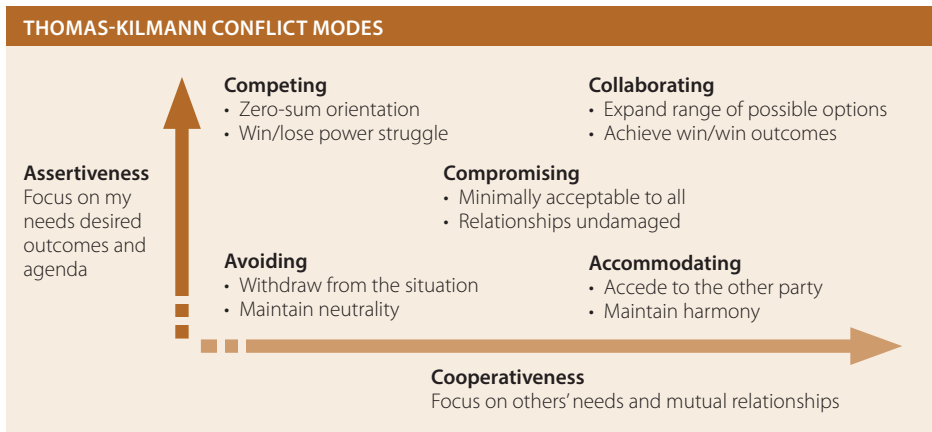 THOMAS-KILMANN CONFLICT MODES
Competing
• Zero-sum orientation
• Win/lose power struggle
Collaborating
• Expand range of possible options
• Achieve win/win outcomes
Assertiveness
Focus on my
needs desired
outcomes and
agenda
Compromising
• Minimally acceptable to all
• Relationships undamaged
Avoiding
• Withdraw from the situation
• Maintain neutrality
Accommodating
• Accede to the other party
• Maintain harmony
Cooperativeness
Focus on others’ needs and mutual relationships